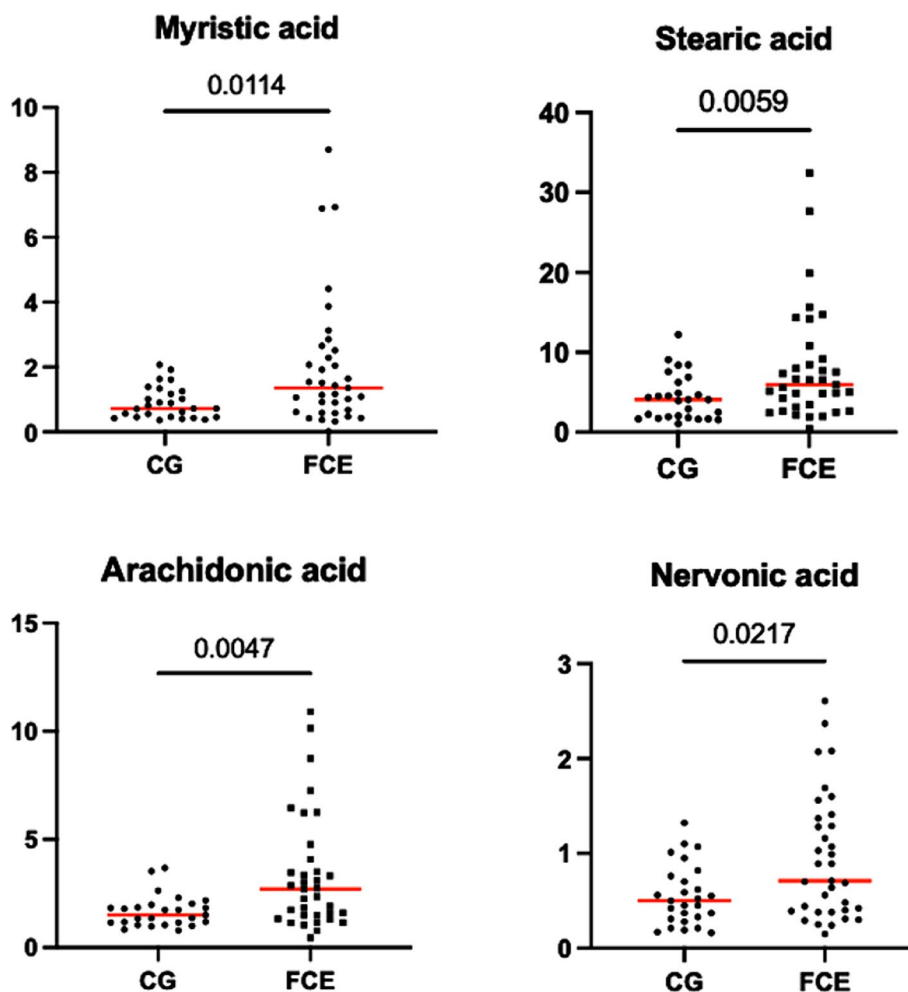 Myristic acid
0.0114
10
8
6
4
2
0
CG FCE
Stearic acid
0.0059
40
30
20
10
0
CG FCE
Arachidonic acid
0.0047
15
10
5
0
CG FCE
Nervonic acid
0.0217
3
2
1
0
CG FCE